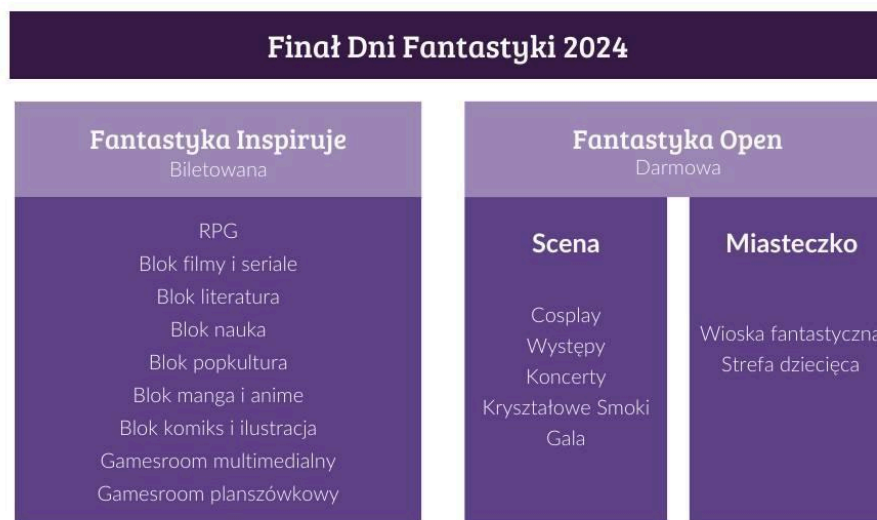 Finał Dni Fantastyki 2024
Fantastyka Inspiruje
Biletowana
RPG
Blok filmy i seriale
Blok literatura
Blok nauka
Blok popkultura
Blok manga i anime
Blok komiks i ilustracja
Gamesroom multimedialny
Gamesroom planszówkowy
Fantastyka Open
Darmowa
Scena
Cosplay
Występy
Koncerty
Kryształowe Smoki
Gala
Miasteczko
Wioska fantastyczna
Strefa dziecięca